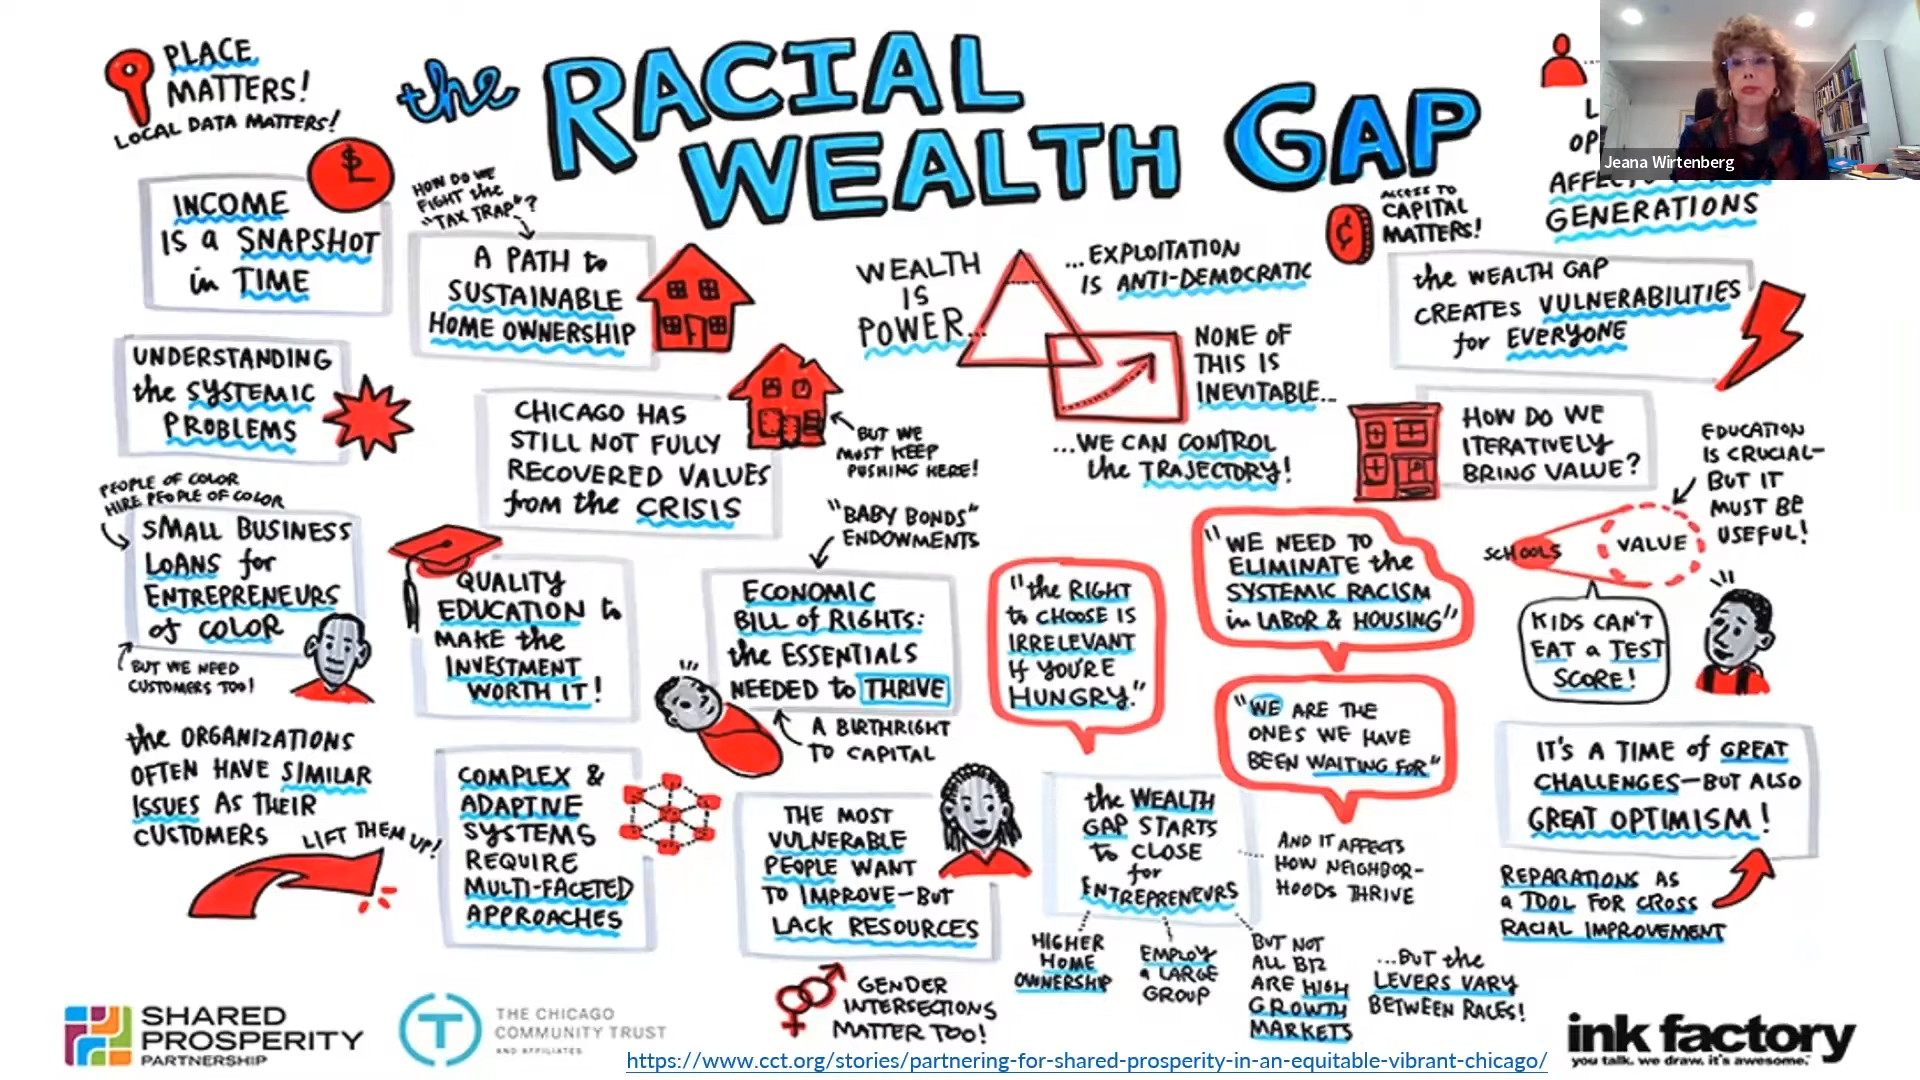 PLACE
MATTERS!
LOCAL DATA MATTERS!
the RACIAL
WEALTH GAP
Jeana Wirtenberg
L
OP
AFFECT
GENERATIONS
INCOME
IS a SNAPSHOT
in TIME
HOW DO WE
FIGHT the
"TAX TRAP"?
A PATH to
SUSTAINABLE
HOME OWNERSHIP
WEALTH
IS
POWER...
...EXPLOITATION
IS ANTI-DEMOCRATIC
ACCESS TO
CAPITAL
MATTERS!
the WEALTH GAP
CREATES VULNERABILITIES
for EVERYONE
UNDERSTANDING
the SYSTEMIC
PROBLEMS
CHICAGO HAS
STILL NOT FULLY
RECOVERED VALUES
from the CRISIS
BUT WE
MUST KEEP
PUSHING HERE!
NONE OF
THIS IS
INEVITABLE...
...WE CAN CONTROL
the TRAJECTORY!
HOW DO WE
ITERATIVELY
BRING VALUE?
EDUCATION
IS CRUCIAL-
BUT IT
MUST BE
USEFUL!
SCHOOLS
VALUE
KIDS CAN'T
EAT a TEST
SCORE!
PEOPLE OF COLOR
HIRE PEOPLE OF COLOR
SMALL BUSINESS
LOANS for
ENTREPRENEURS
of COLOR
BUT WE NEED
CUSTOMERS TOO!
QUALITY
EDUCATION to
MAKE the
INVESTMENT
WORTH IT!
"BABY BONDS"
ENDOWMENTS
ECONOMIC
BILL of RIGHTS:
the ESSENTIALS
NEEDED to THRIVE
A BIRTHRIGHT
TO CAPITAL
"the RIGHT
to CHOOSE IS
IRRELEVANT
if YOU'RE
HUNGRY."
"WE NEED TO
ELIMINATE the
SYSTEMIC RACISM
in LABOR & HOUSING"
"WE ARE THE
ONES WE HAVE
BEEN WAITING FOR"
the ORGANIZATIONS
OFTEN HAVE SIMILAR
ISSUES AS THEIR
CUSTOMERS
LIFT THEM UP!
COMPLEX &
ADAPTIVE
SYSTEMS
REQUIRE
MULTI-FACETED
APPROACHES
THE MOST
VULNERABLE
PEOPLE WANT
TO IMPROVE-BUT
LACK RESOURCES
GENDER
INTERSECTIONS
MATTER TOO!
the WEALTH
GAP STARTS
to CLOSE
for
ENTREPRENEURS
AND IT AFFECTS
HOW NEIGHBOR-
HOODS THRIVE
HIGHER
HOME
OWNERSHIP
EMPLOY
a LARGE
GROUP
BUT NOT
ALL BIZ
ARE HIGH
GROWTH
MARKETS
...BUT the
LEVERS VARY
BETWEEN RACES!
IT'S A TIME of GREAT
CHALLENGES-BUT ALSO
GREAT OPTIMISM!
REPARATIONS AS
a TOOL FOR CROSS
RACIAL IMPROVEMENT
SHARED
PROSPERITY
PARTNERSHIP
THE CHICAGO
COMMUNITY TRUST
AND AFFILIATES
https://www.cct.org/stories/partnering-for-shared-prosperity-in-an-equitable-vibrant-chicago/
ink factory
you talk. we draw. it's awesome.